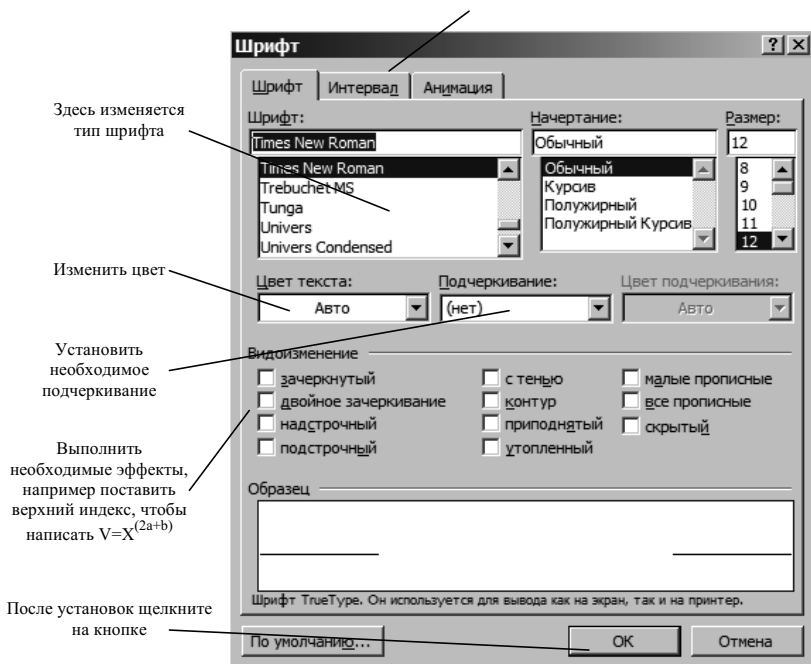 Шрифт
Шрифт Интервал Анимация
Здесь изменяется
тип шрифта
Шрифт: Начертание: Размер:
Times New Roman Обычный 12
Times New Roman Обычный 8
Trebuchet MS Курсив 9
Tunga Полужирный 10
Univers Полужирный Курсив 11
Univers Condensed 12
Изменить цвет
Цвет текста: Подчеркивание: Цвет подчеркивания:
Авто (нет) Авто
Установить
необходимое
подчеркивание
Видоизменение
зачеркнутый с тенью малые прописные
двойное зачеркивание контур все прописные
надстрочный приподнятый скрытый
подстрочный утопленный
Выполнить
необходимые эффекты,
например поставить
верхний индекс, чтобы
написать V=X^(2a+b)
Образец
Шрифт TrueType. Он используется для вывода как на экран, так и на принтер.
После установок щелкните
на кнопке
По умолчанию... ОК Отмена